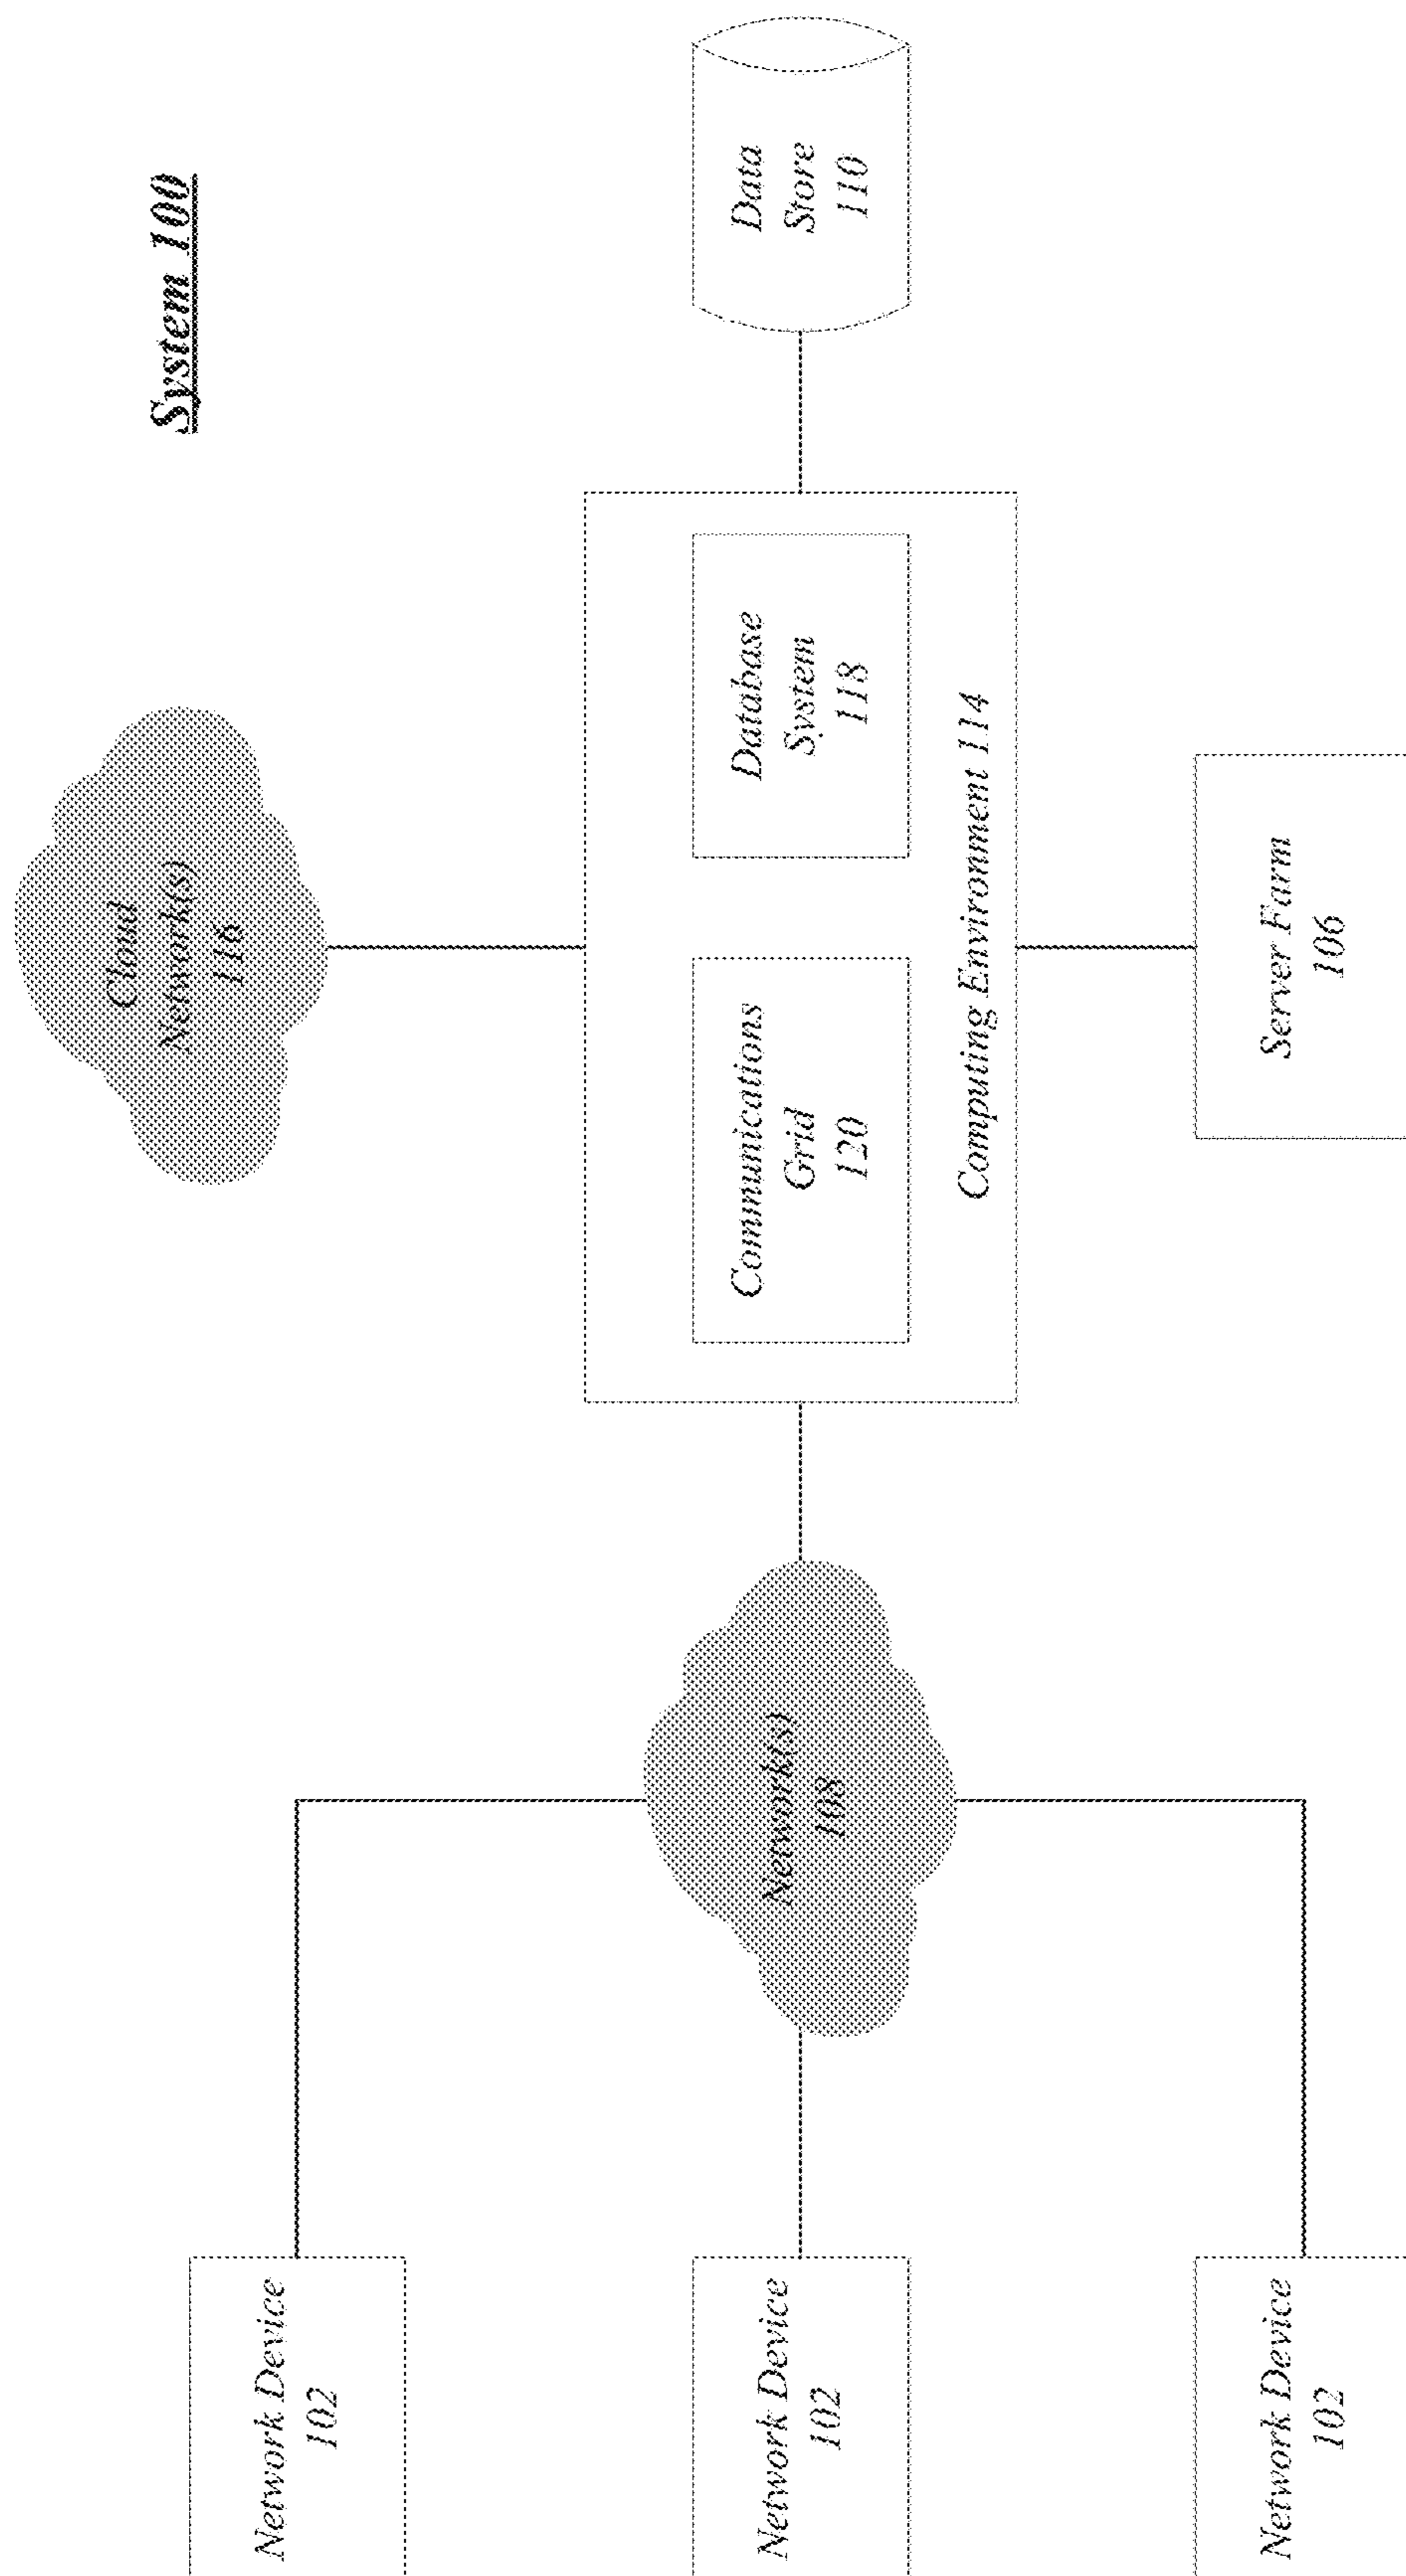 System 100
Cloud
Network(s)
116
Network Device
102
Network Device
102
Network Device
102
Network(s)
108
Communications
Grid
120
Database
System
118
Computing Environment 114
Data
Store
110
Server Farm
106